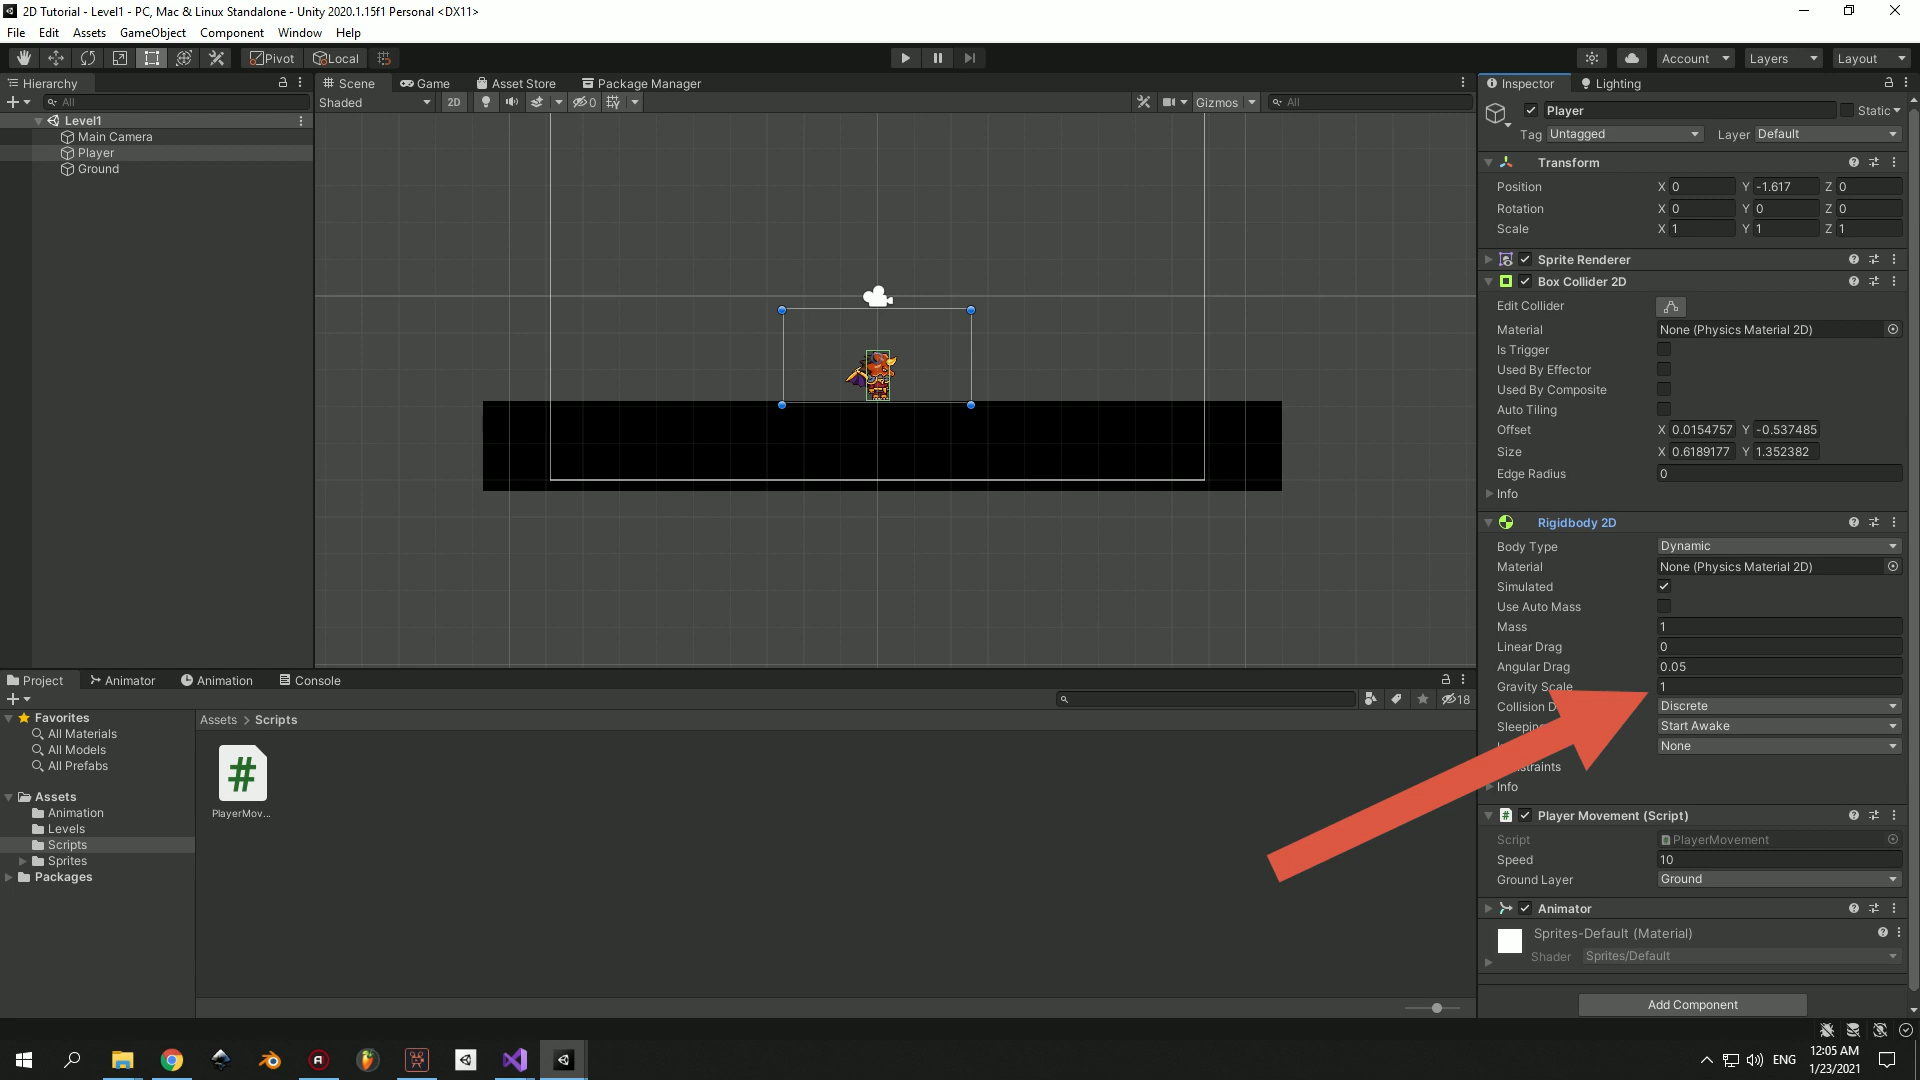 2D Tutorial - Level1 - PC, Mac & Linux Standalone - Unity 2020.1.15f1 Personal <DX11>
File Edit Assets GameObject Component Window Help
Pivot Local Account Layers Layout
Hierarchy
All
Level1
Main Camera
Player
Ground
Scene Game Asset Store Package Manager
Shaded 2D 0 Gizmos All
Inspector Lighting
Player Static
Tag Untagged Layer Default
Transform
Position X 0 Y -1.617 Z 0
Rotation X 0 Y 0 Z 0
Scale X 1 Y 1 Z 1
Sprite Renderer
Box Collider 2D
Edit Collider
Material None (Physics Material 2D)
Is Trigger
Used By Effector
Used By Composite
Auto Tiling
Offset X 0.0154757 Y -0.537485
Size X 0.6189177 Y 1.352382
Edge Radius 0
Info
Rigidbody 2D
Body Type Dynamic
Material None (Physics Material 2D)
Simulated
Use Auto Mass
Mass 1
Linear Drag 0
Angular Drag 0.05
Gravity Scale 1
Collision D Discrete
Sleeping Start Awake
None
straints
Info
Player Movement (Script)
Script PlayerMovement
Speed 10
Ground Layer Ground
Animator
Sprites-Default (Material)
Shader Sprites/Default
Add Component
Project Animator Animation Console
18
Favorites
All Materials
All Models
All Prefabs
Assets
Animation
Levels
Scripts
Sprites
Packages
Assets > Scripts
#
PlayerMov...
ENG
12:05 AM
1/23/2021